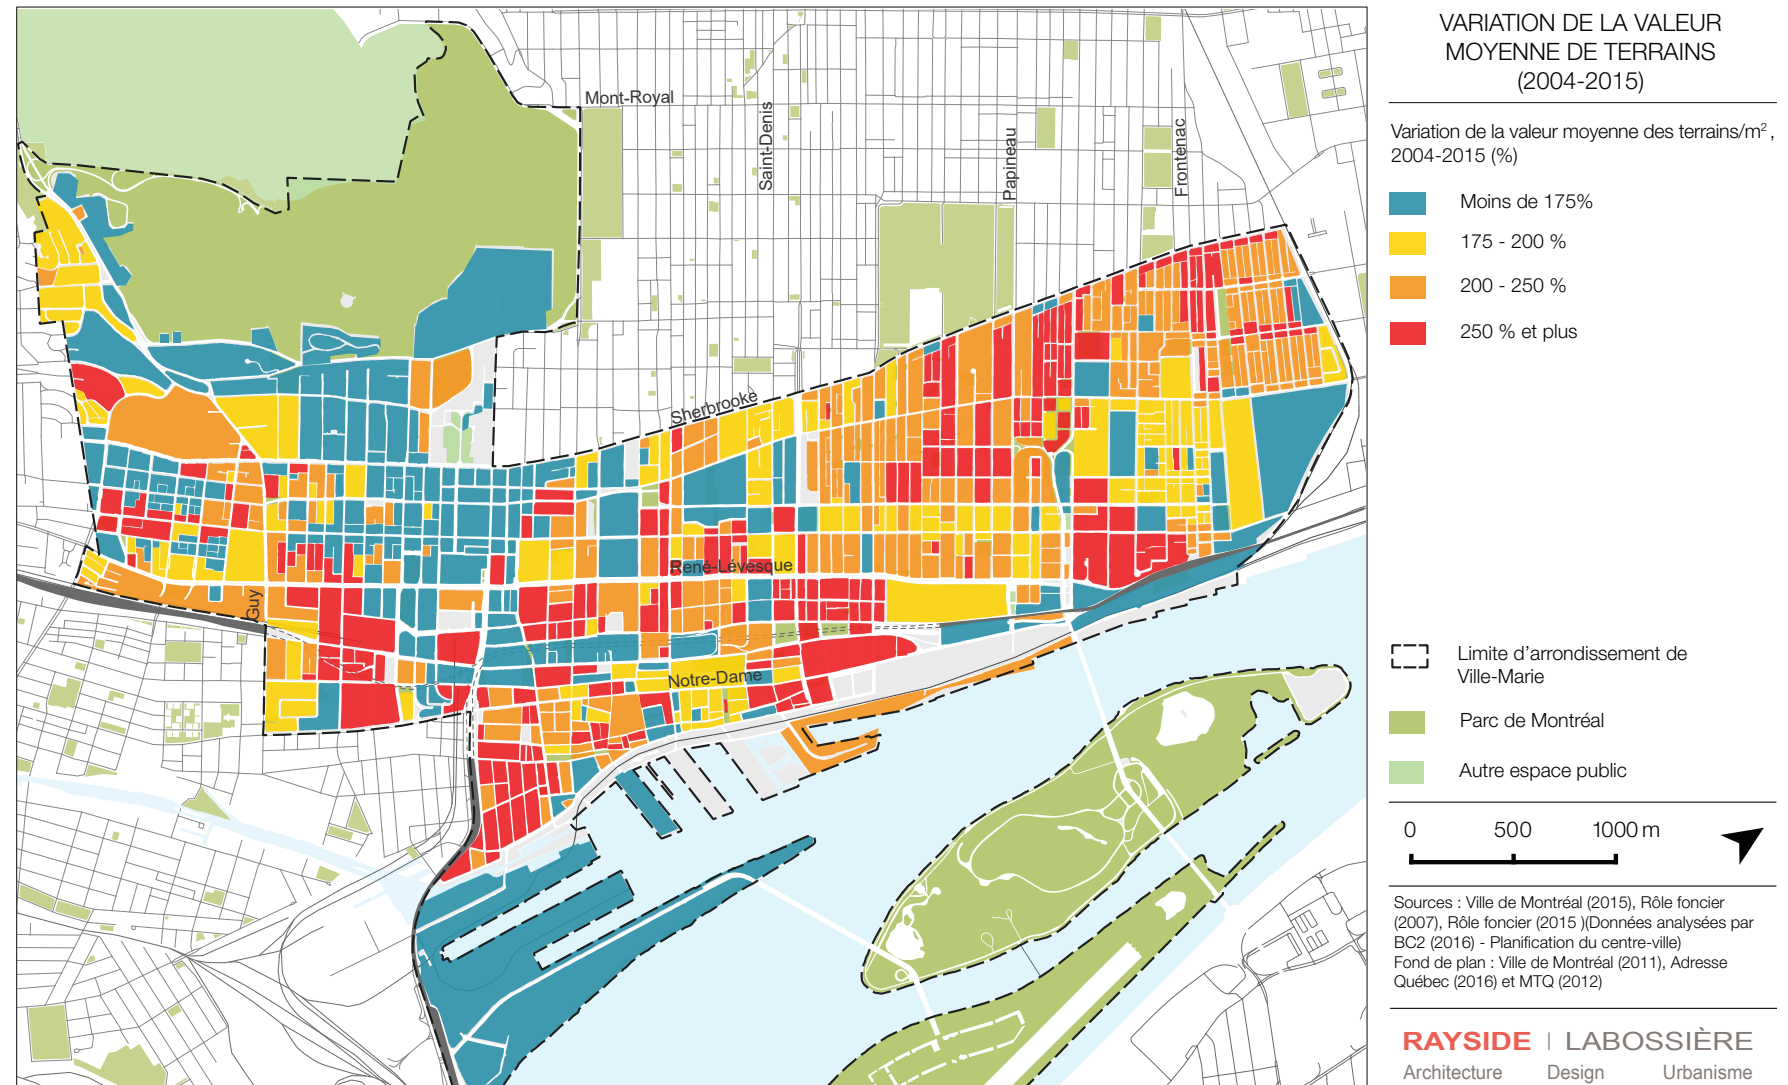 VARIATION DE LA VALEUR
MOYENNE DE TERRAINS
(2004-2015)
Variation de la valeur moyenne des terrains/m²,
2004-2015 (%)
Moins de 175%
175 - 200 %
200 - 250 %
250 % et plus
Limite d'arrondissement de
Ville-Marie
Parc de Montréal
Autre espace public
0 500 1000 m
Sources : Ville de Montréal (2015), Rôle foncier
(2007), Rôle foncier (2015 )(Données analysées par
BC2 (2016) - Planification du centre-ville)
Fond de plan : Ville de Montréal (2011), Adresse
Québec (2016) et MTQ (2012)
RAYSIDE | LABOSSIÈRE
Architecture Design Urbanisme
Mont-Royal
Saint-Denis
Papineau
Frontenac
Sherbrooke
René-Lévesque
Guy
Notre-Dame